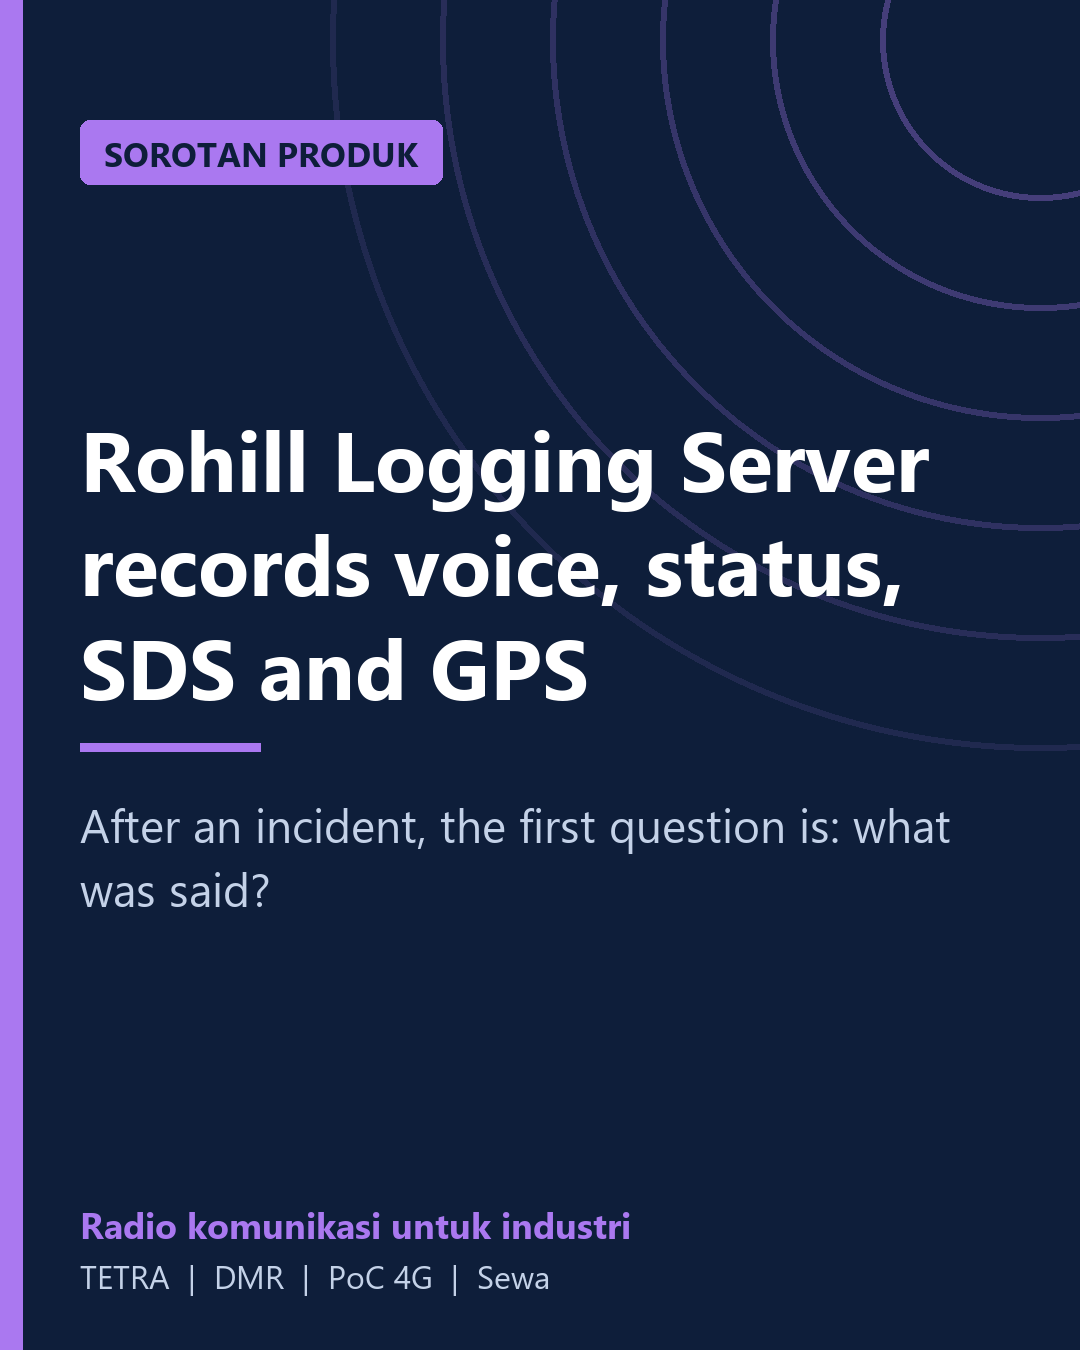 SOROTAN PRODUK
Rohill Logging Server
records voice, status,
SDS and GPS
After an incident, the first question is: what
was said?
Radio komunikasi untuk industri
TETRA | DMR | PoC 4G | Sewa